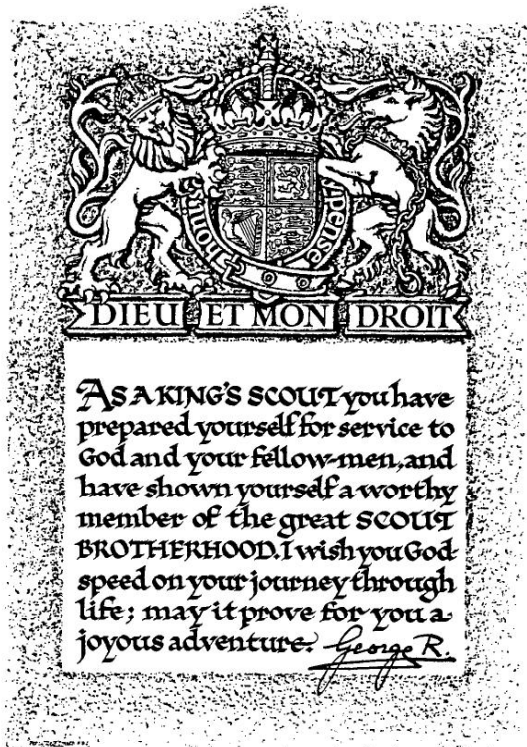 honi
y pense
DIEU ET MON DROIT
AS A KING'S SCOUT you have
prepared yourself for service to
God and your fellow-men, and
have shown yourself a worthy
member of the great SCOUT
BROTHERHOOD. I wish you God
speed on your journey through
life; may it prove for you a
joyous adventure. George R.